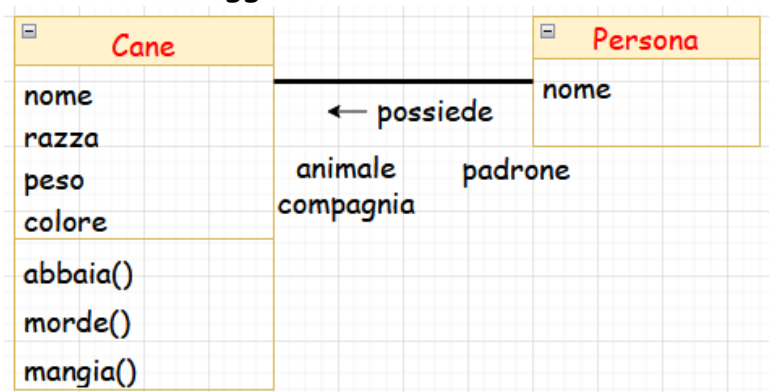 Cane
nome
razza
peso
colore
abbaia()
morde()
mangia()
possiede
animale
compagnia
padrone
Persona
nome